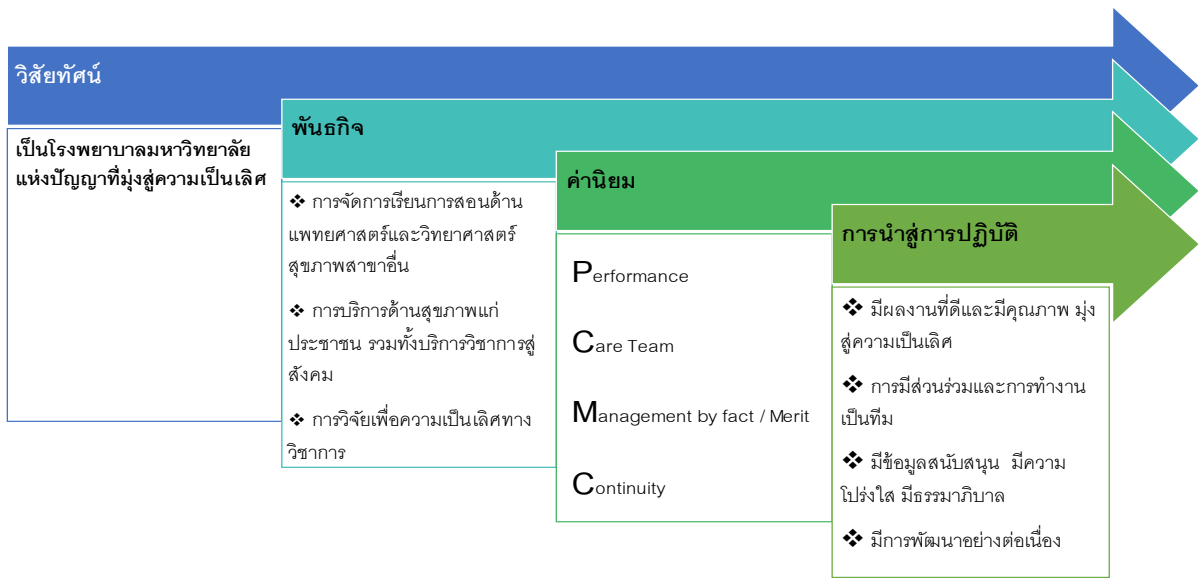 วิสัยทัศน์
เป็นโรงพยาบาลมหาวิทยาลัย
แห่งปัญญาที่มุ่งสู่ความเป็นเลิศ
พันธกิจ
❖ การจัดการเรียนการสอนด้าน
แพทยศาสตร์และวิทยาศาสตร์
สุขภาพสาขาอื่น
❖ การบริการด้านสุขภาพแก่
ประชาชน รวมทั้งบริการวิชาการสู่
สังคม
❖ การวิจัยเพื่อความเป็นเลิศทาง
วิชาการ
ค่านิยม
Performance
Care Team
Management by fact / Merit
Continuity
การนำสู่การปฏิบัติ
❖ มีผลงานที่ดีและมีคุณภาพ มุ่ง
สู่ความเป็นเลิศ
❖ การมีส่วนร่วมและการทำงาน
เป็นทีม
❖ มีข้อมูลสนับสนุน มีความ
โปร่งใส มีธรรมาภิบาล
❖ มีการพัฒนาอย่างต่อเนื่อง